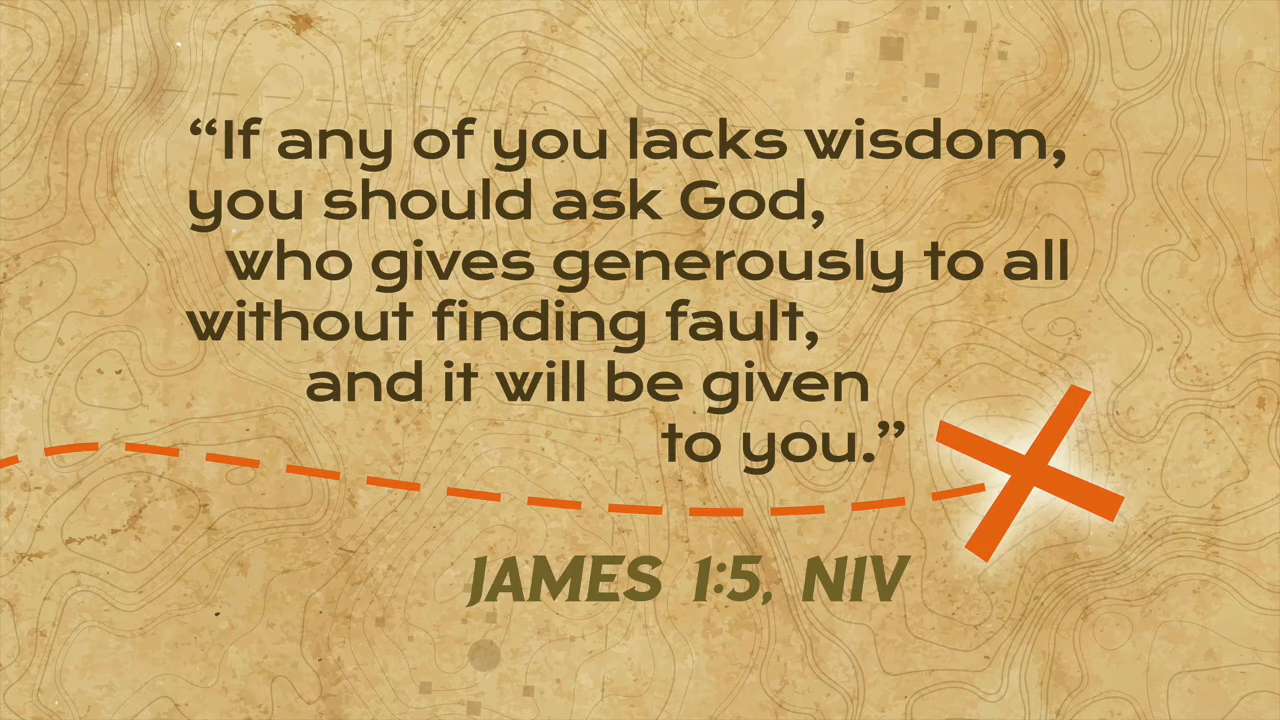 “If any of you lacks wisdom,
you should ask God,
who gives generously to all
without finding fault,
and it will be given
to you.”
JAMES 1:5, NIV